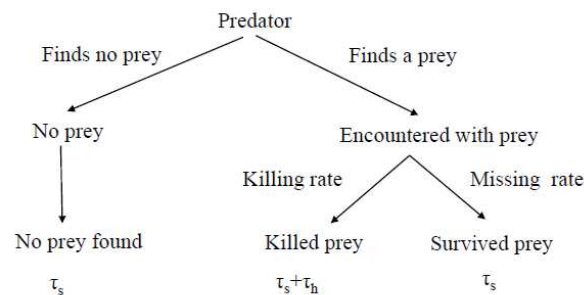 Predator
Finds no prey
Finds a prey
No prey
Encountered with prey
Killing rate
Missing rate
No prey found
Killed prey
Survived prey
τs
τs+τh
τs